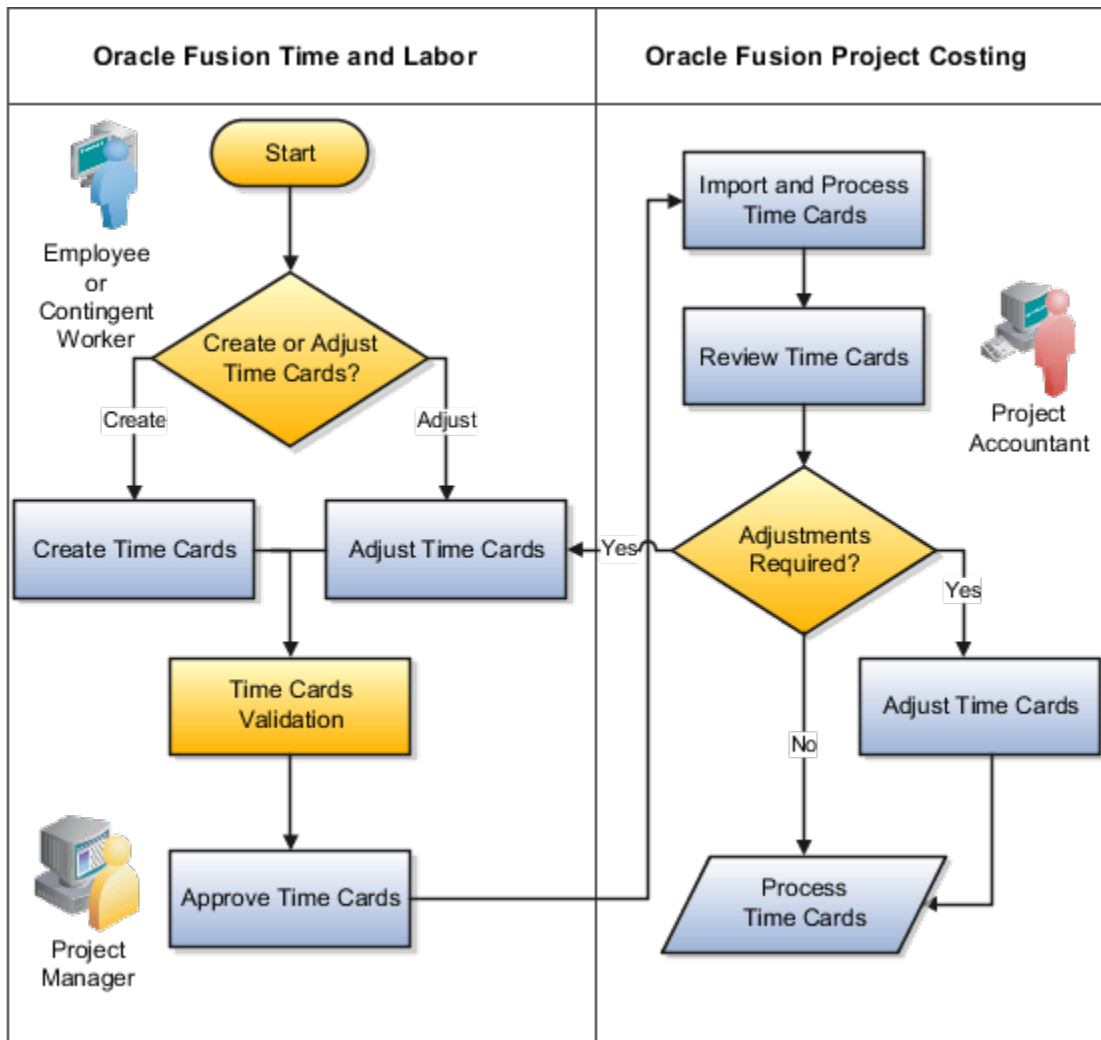 Oracle Fusion Time and Labor
Oracle Fusion Project Costing
Start
Employee
or
Contingent
Worker
Create or Adjust
Time Cards?
Create
Adjust
Create Time Cards
Adjust Time Cards
Time Cards
Validation
Approve Time Cards
Project
Manager
Import and Process
Time Cards
Review Time Cards
Project
Accountant
Adjustments
Required?
Yes
Yes
No
Adjust Time Cards
Process
Time Cards